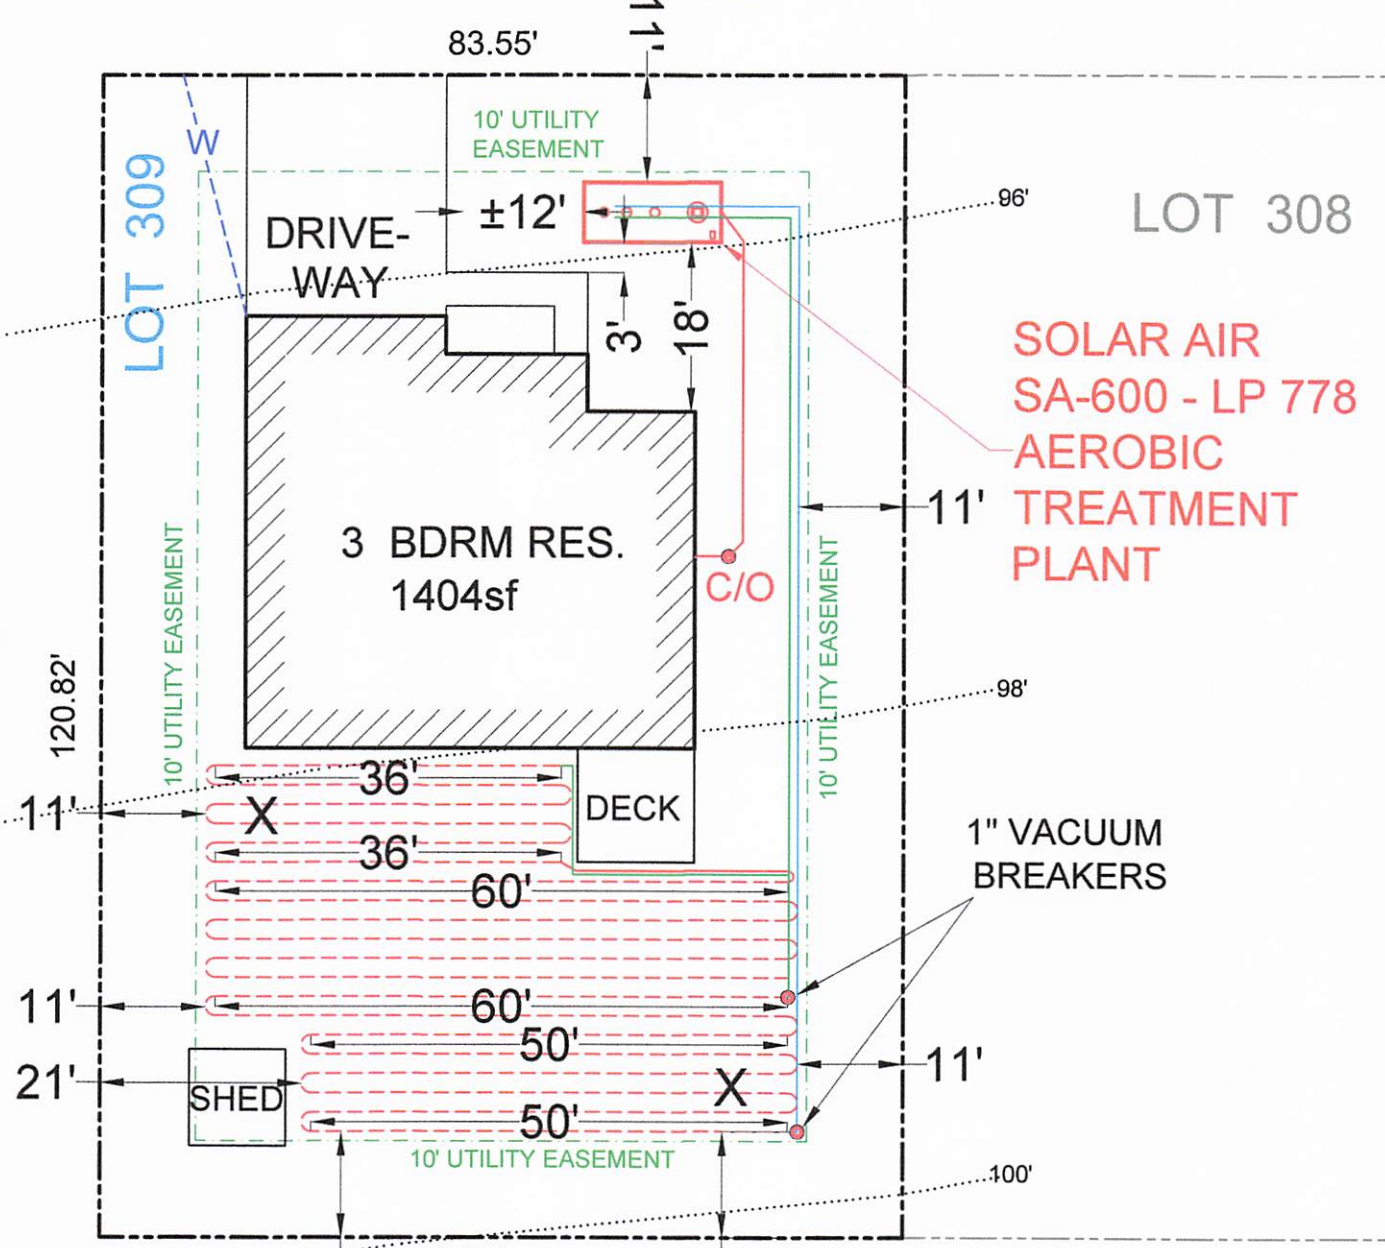 11'
83.55'
10' UTILITY
EASEMENT
W
LOT 309
±12'
96'
LOT 308
DRIVE-
WAY
3'
18'
SOLAR AIR
SA-600 - LP 778
AEROBIC
TREATMENT
PLANT
11'
3 BDRM RES.
1404sf
C/O
10' UTILITY EASEMENT
10' UTILITY EASEMENT
120.82'
98'
36'
11'
X
DECK
36'
1" VACUUM
BREAKERS
60'
11'
60'
50'
11'
21'
SHED
X
50'
10' UTILITY EASEMENT
100'